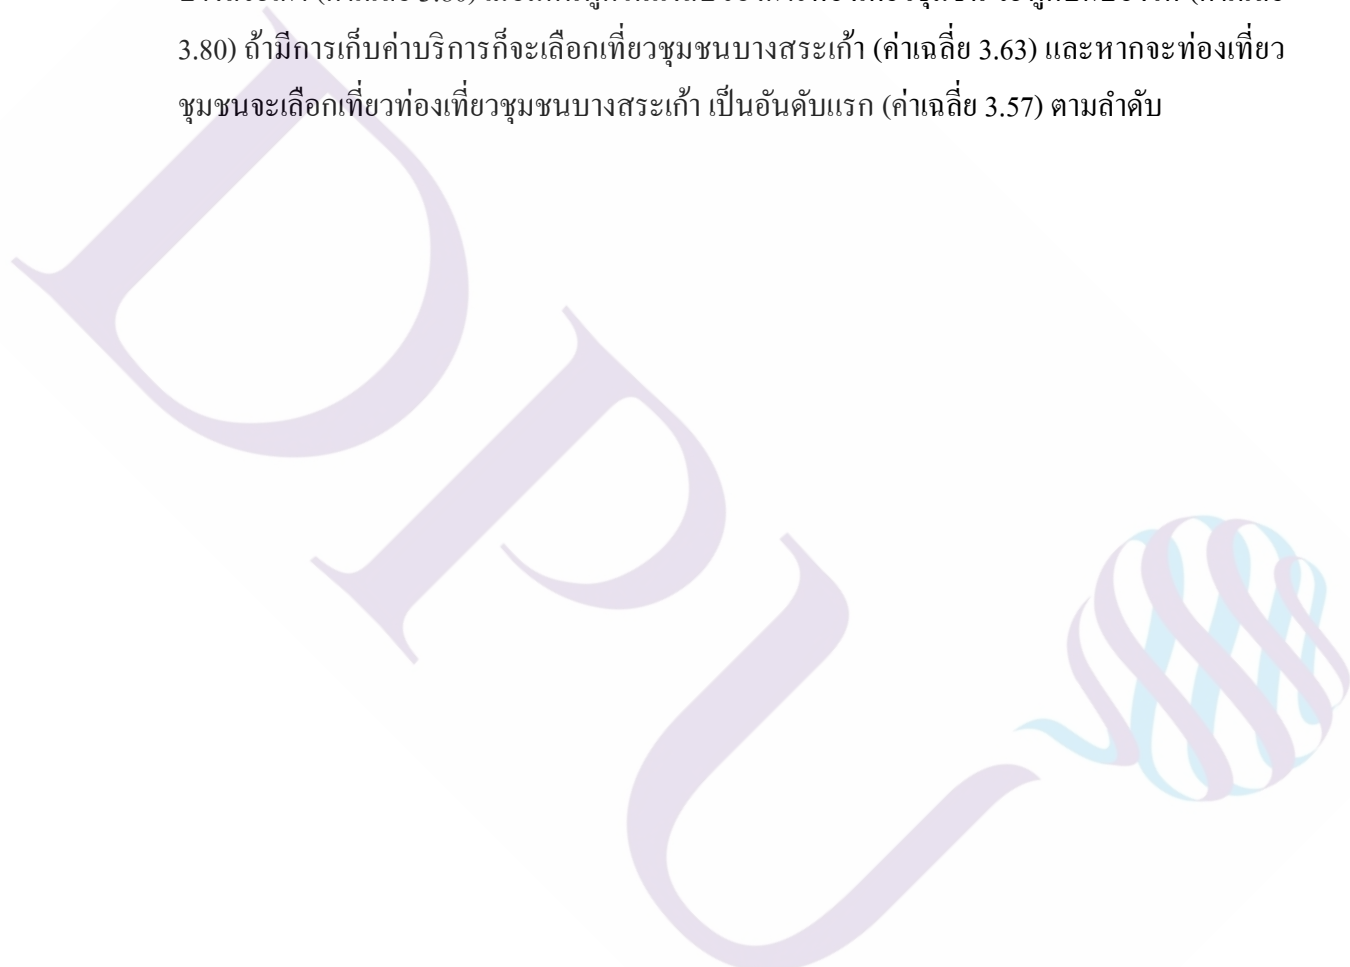 3.80) ถ้ามีการเก็บค่าบริการก็จะเลือกเที่ยวชุมชนบางสระเก้า (ค่าเฉลี่ย 3.63) และหากจะท่องเที่ยว
ชุมชนจะเลือกเที่ยวท่องเที่ยวชุมชนบางสระเก้า เป็นอันดับแรก (ค่าเฉลี่ย 3.57) ตามลำดับ
DPU